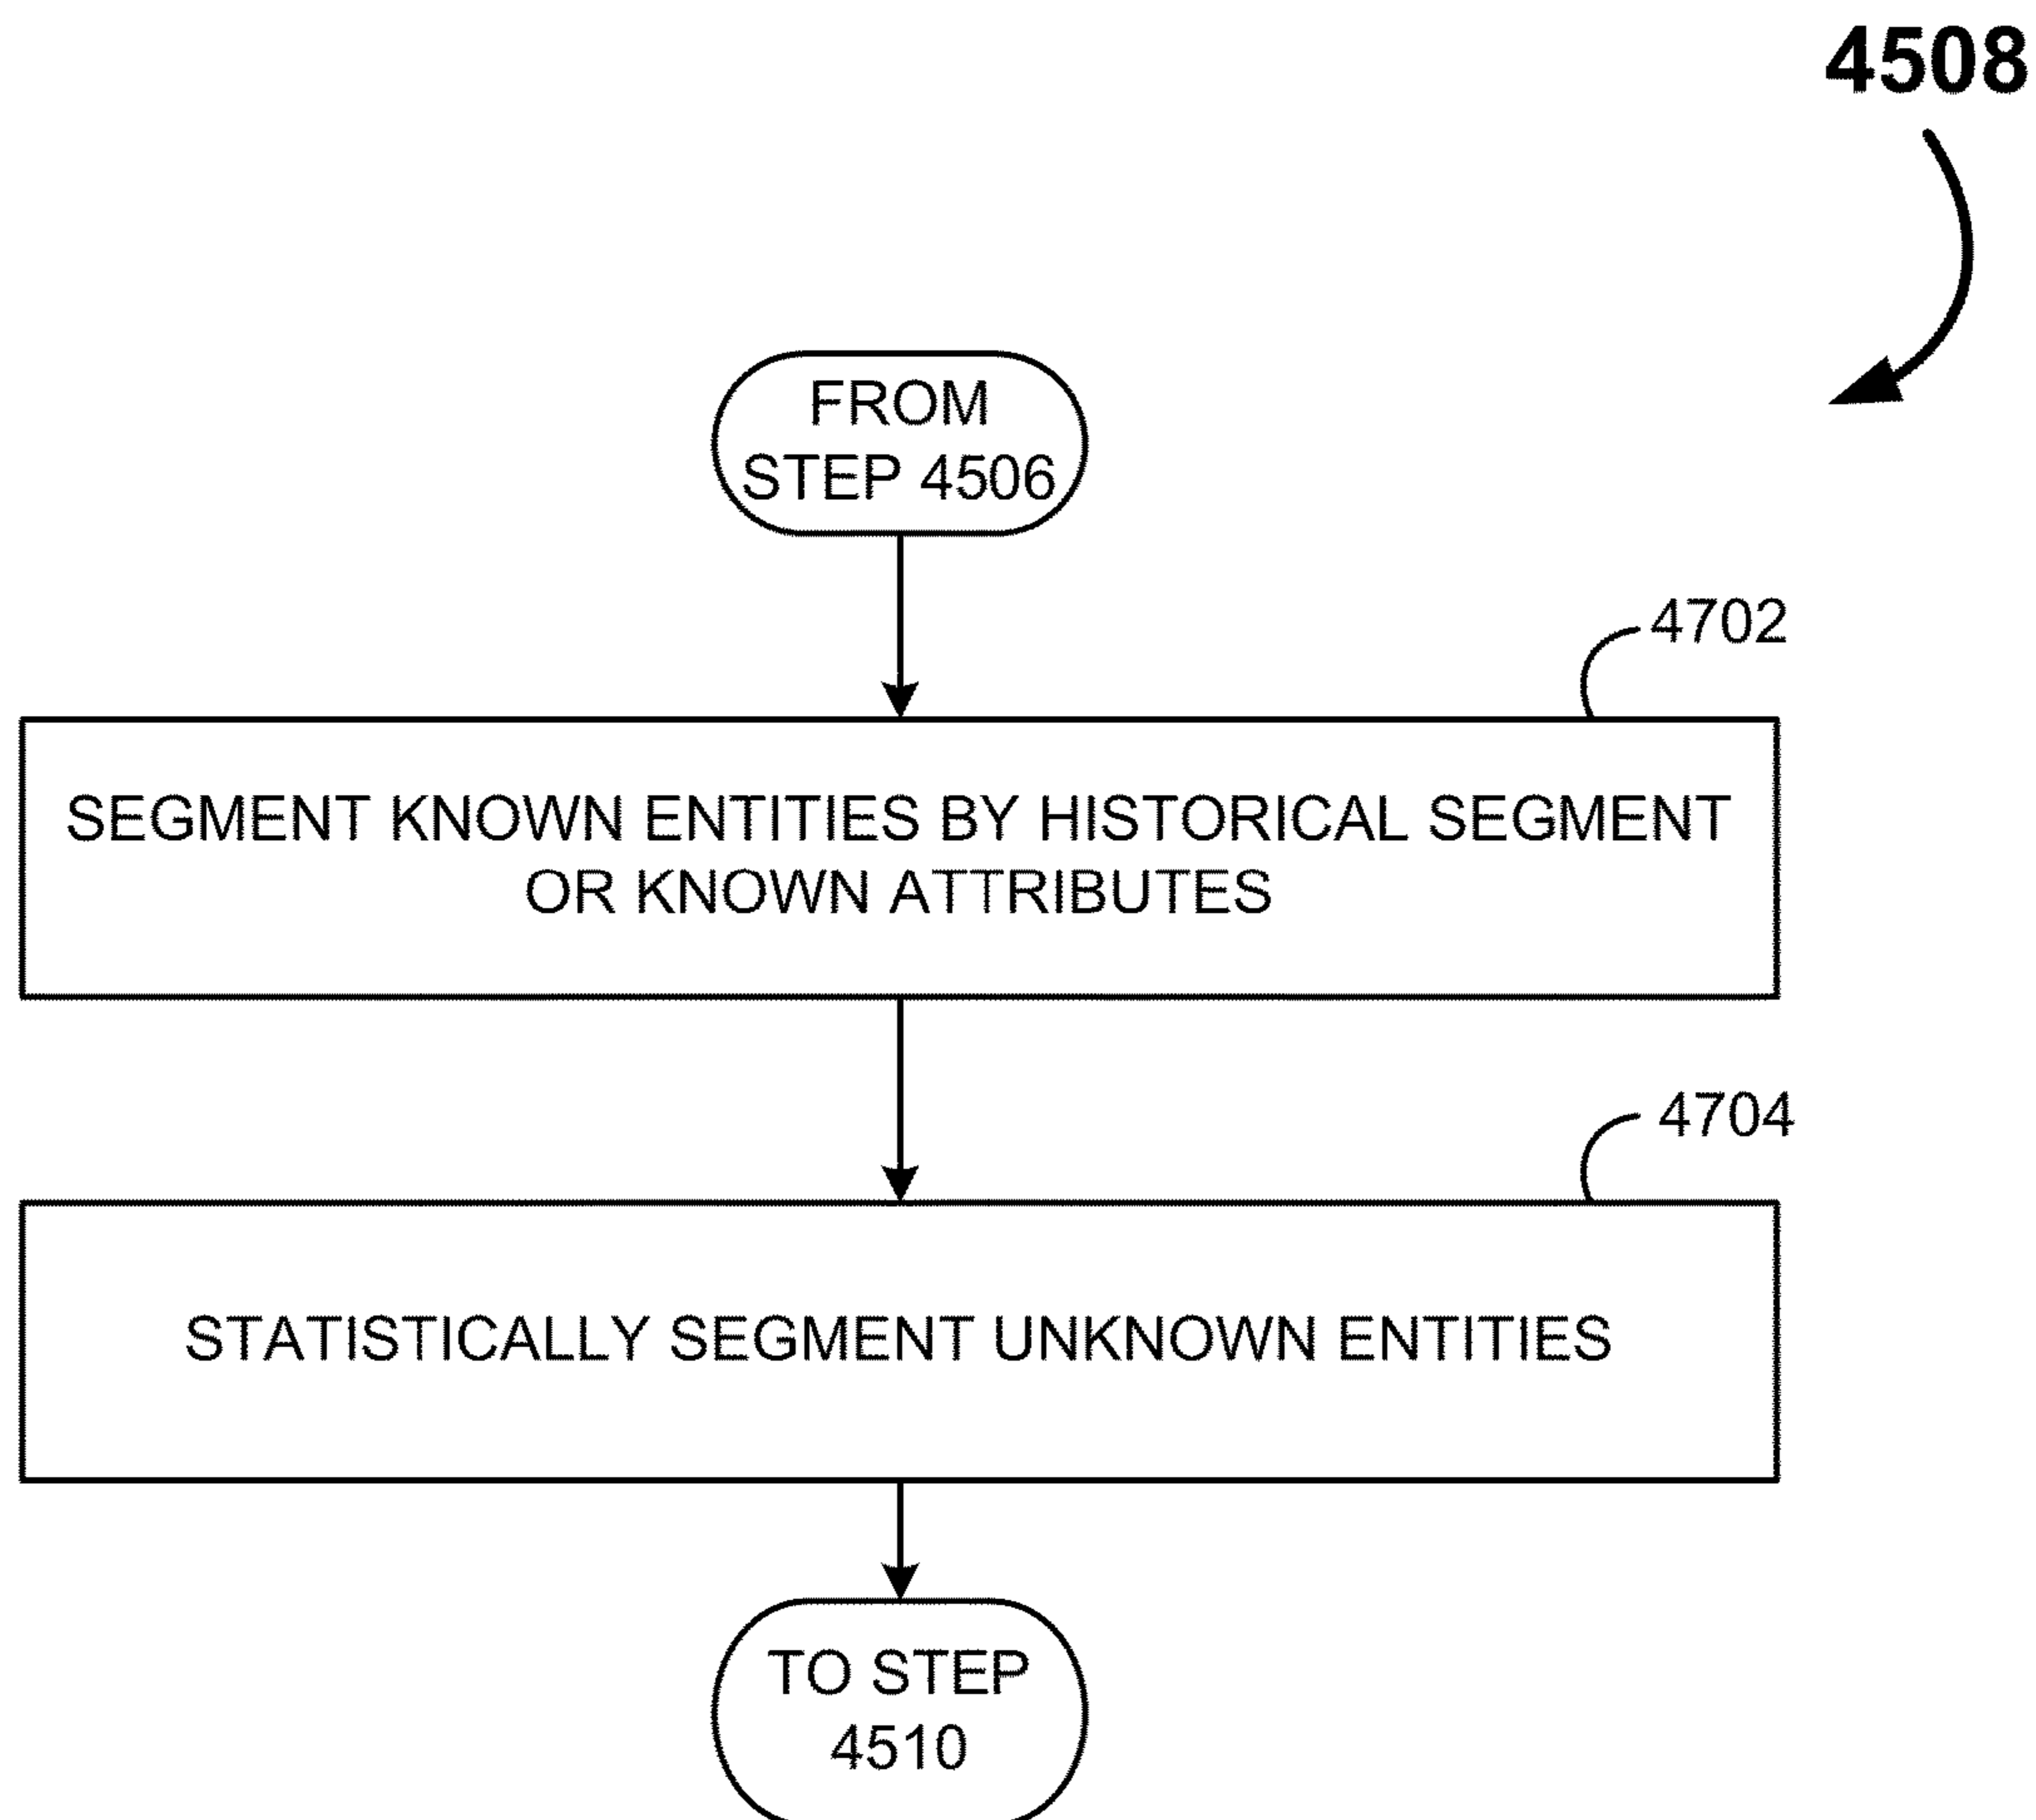 4508
FROM
STEP 4506
4702
SEGMENT KNOWN ENTITIES BY HISTORICAL SEGMENT
OR KNOWN ATTRIBUTES
4704
STATISTICALLY SEGMENT UNKNOWN ENTITIES
TO STEP
4510